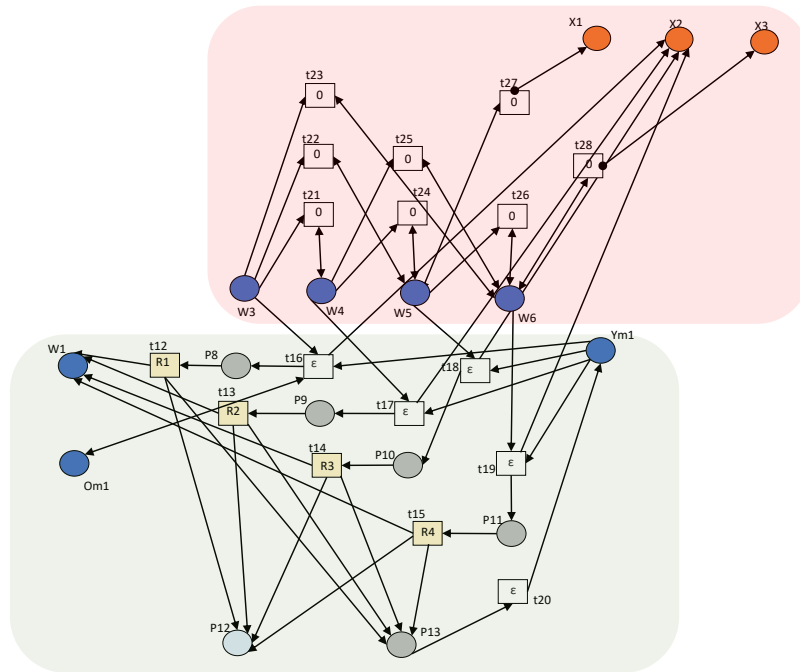 X1
X2
X3
t23
0
t27
0
t22
0
t25
0
t28
0
t21
0
t24
0
t26
0
W3
W4
W5
W6
Ym1
W1
t12
R1
P8
t16
ε
t18
ε
t13
R2
P9
t17
ε
Om1
t14
R3
P10
t19
ε
t15
R4
P11
ε
t20
P12
P13